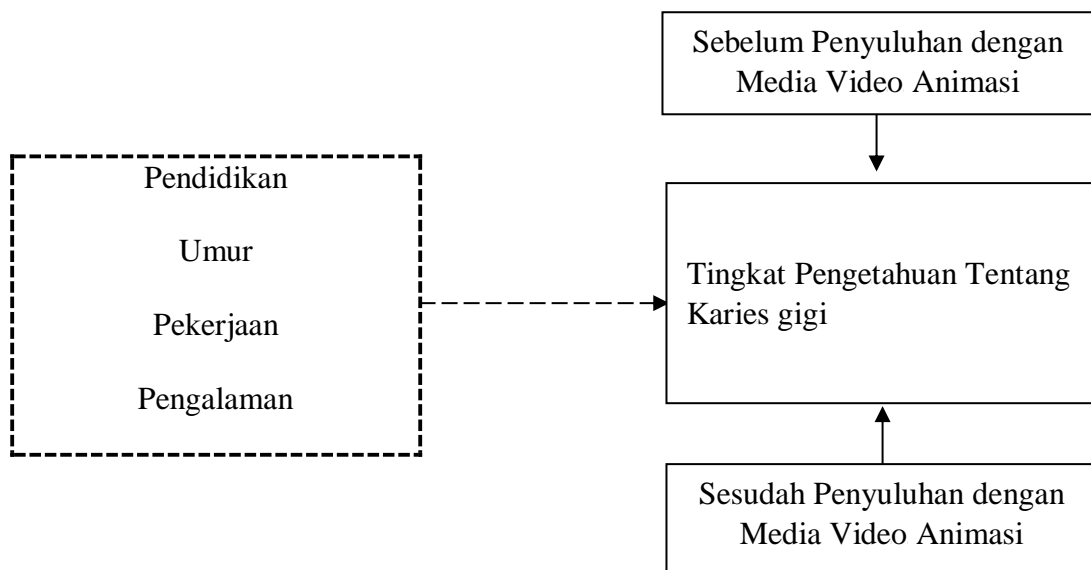 Sebelum Penyuluhan dengan
Media Video Animasi
Pendidikan
Umur
Pekerjaan
Pengalaman
Tingkat Pengetahuan Tentang
Karies gigi
Sesudah Penyuluhan dengan
Media Video Animasi